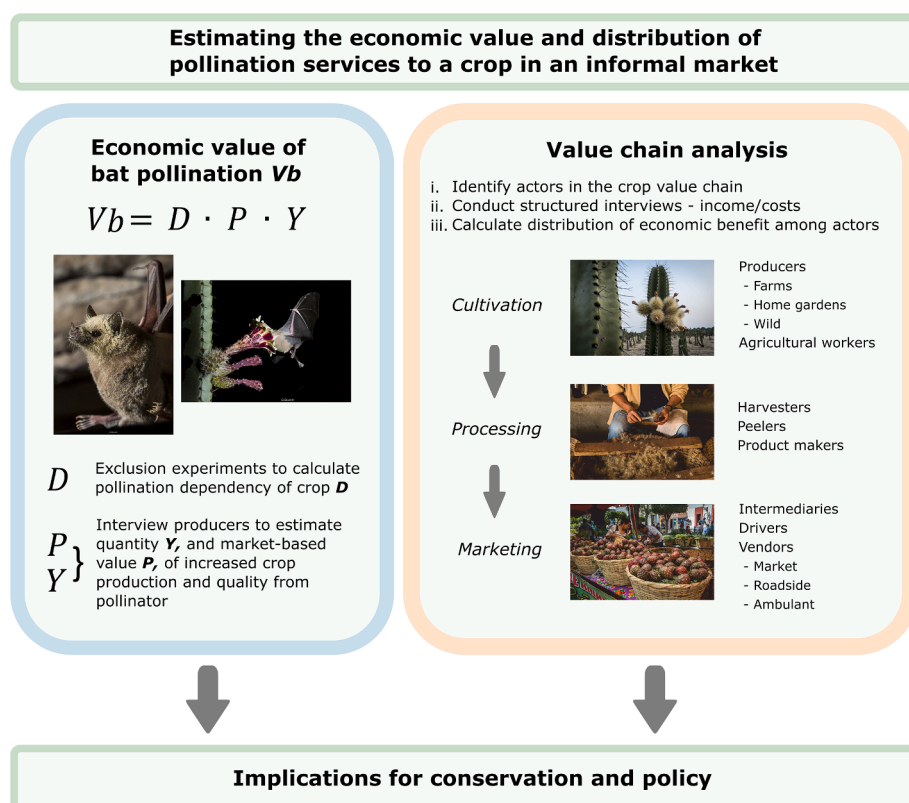 Estimating the economic value and distribution of
pollination services to a crop in an informal market
Economic value of
bat pollination Vb
Vb = D · P · Y
D
Exclusion experiments to calculate
pollination dependency of crop D
P
Y
}
Interview producers to estimate
quantity Y, and market-based
value P, of increased crop
production and quality from
pollinator
Value chain analysis
i. Identify actors in the crop value chain
ii. Conduct structured interviews - income/costs
iii. Calculate distribution of economic benefit among actors
Cultivation
Producers
- Farms
- Home gardens
- Wild
Agricultural workers
Processing
Harvesters
Peelers
Product makers
Marketing
Intermediaries
Drivers
Vendors
- Market
- Roadside
- Ambulant
Implications for conservation and policy